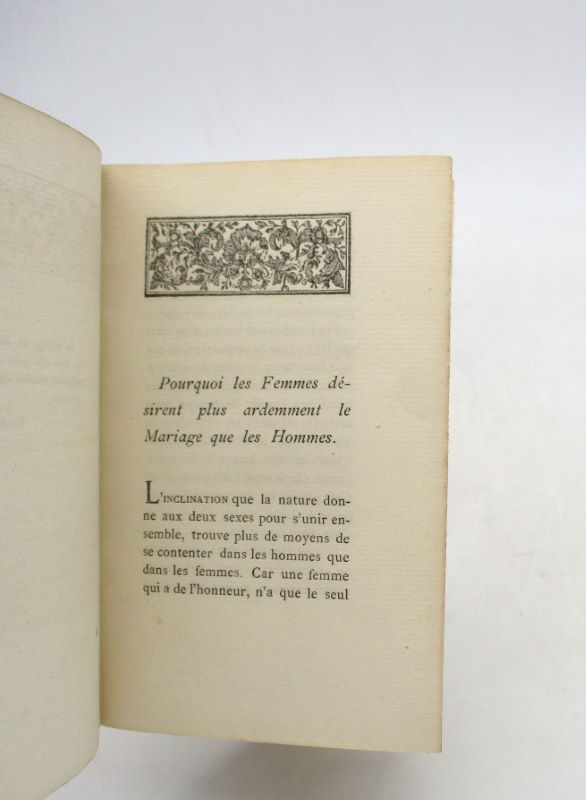 Pourquoi les Femmes dé-
sirent plus ardemment le
Mariage que les Hommes.
L'INCLINATION que la nature don-
ne aux deux sexes pour s'unir en-
semble, trouve plus de moyens de
se contenter dans les hommes que
dans les femmes. Car une femme
qui a de l'honneur, n'a que le seul